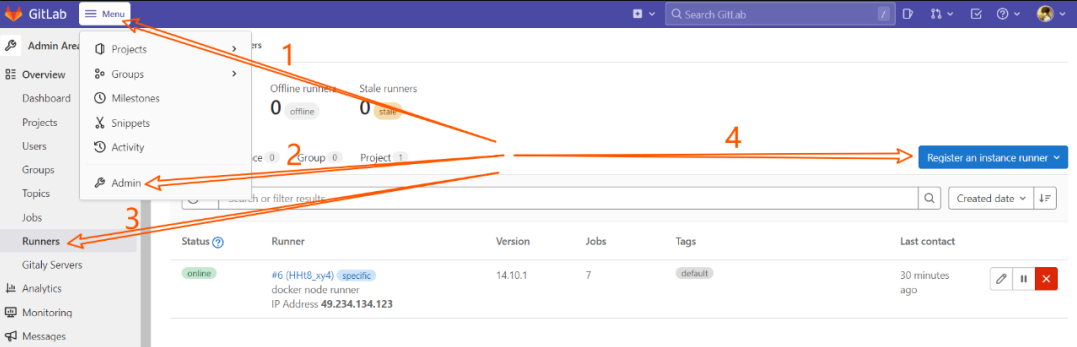 GitLab Menu Search GitLab /
Admin Area
Projects
Groups
Milestones
Snippets
Activity
Admin
Overview
Dashboard
Projects
Users
Groups
Topics
Jobs
Runners
Gitaly Servers
Analytics
Monitoring
Messages
1
2
3
4
Offline runners Stale runners
0 offline 0 stale
0 Group 0 Project 1
Register an instance runner
Search or filter results
Created date
Status Runner Version Jobs Tags Last contact
online #6 (HHt8_xy4) specific 14.10.1 7 default 30 minutes ago
docker node runner
IP Address 49.234.134.123